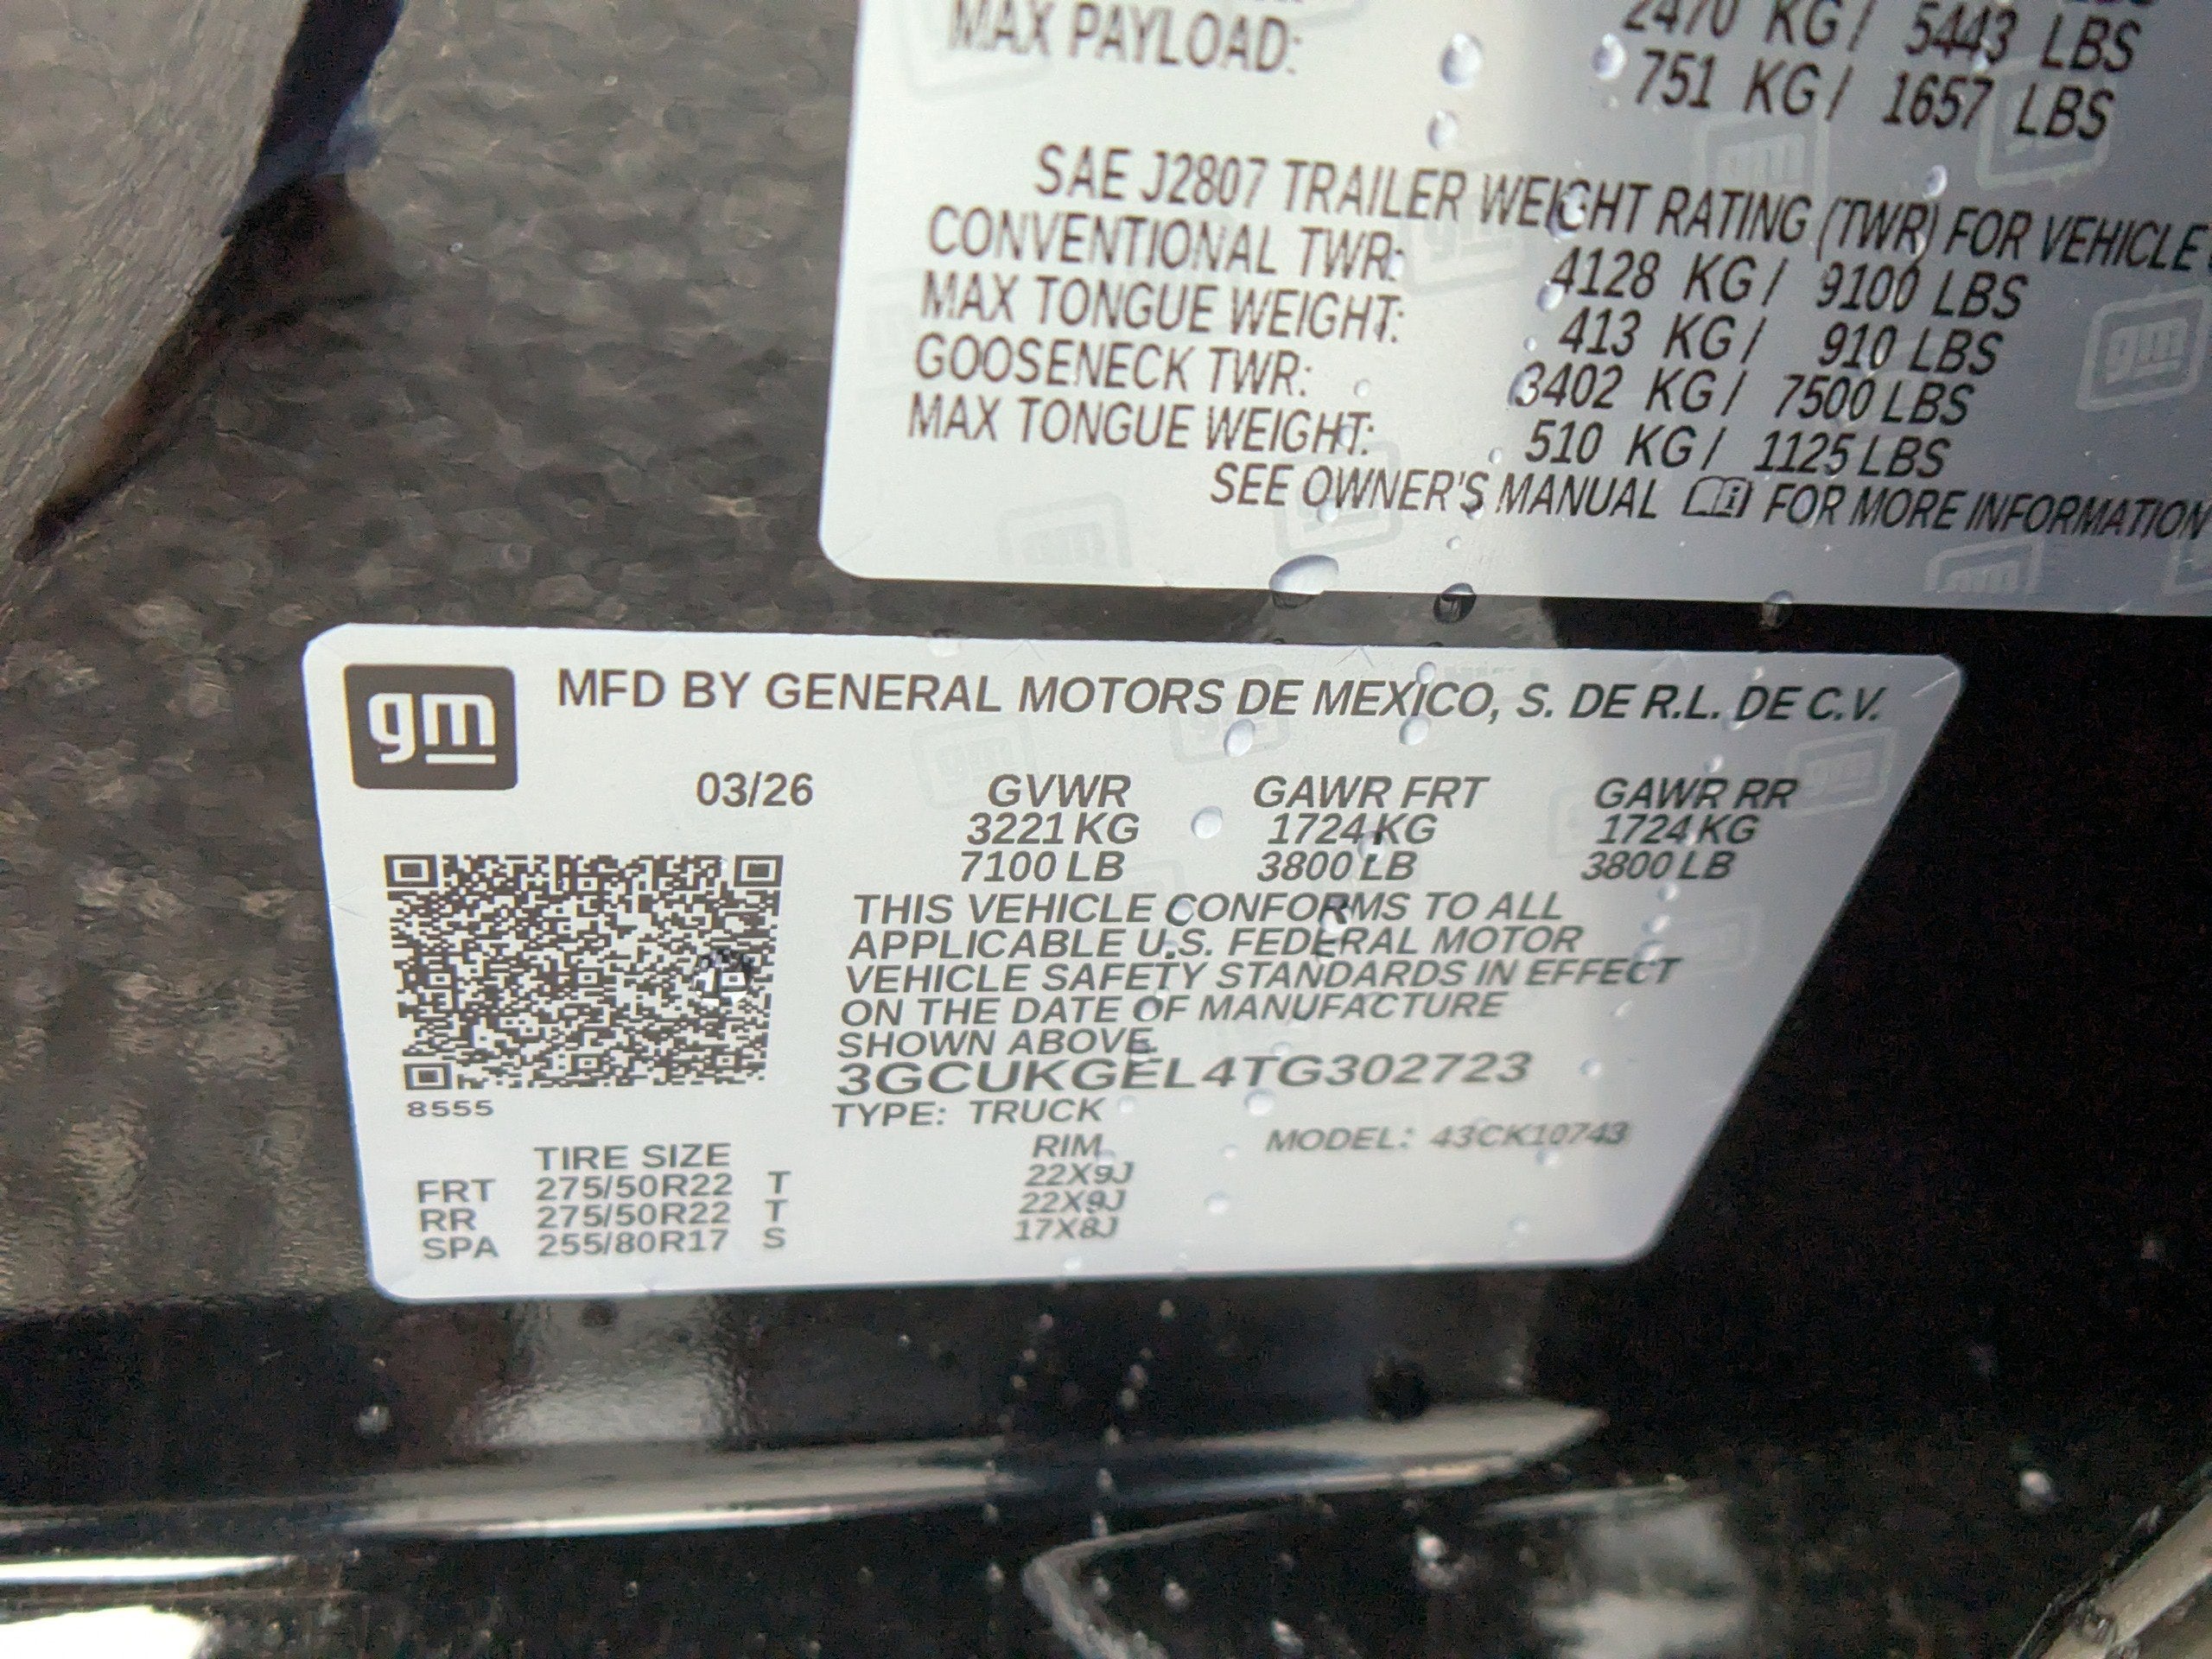 2470 KG / 5443 LBS
MAX PAYLOAD: 751 KG / 1657 LBS
SAE J2807 TRAILER WEIGHT RATING (TWR) FOR VEHICLE
CONVENTIONAL TWR: 4128 KG / 9100 LBS
MAX TONGUE WEIGHT: 413 KG / 910 LBS
GOOSENECK TWR: 3402 KG / 7500 LBS
MAX TONGUE WEIGHT: 510 KG / 1125 LBS
SEE OWNER'S MANUAL FOR MORE INFORMATION
gm MFD BY GENERAL MOTORS DE MEXICO, S. DE R.L. DE C.V.
03/26 GVWR GAWR FRT GAWR RR
3221 KG 1724 KG 1724 KG
7100 LB 3800 LB 3800 LB
THIS VEHICLE CONFORMS TO ALL
APPLICABLE U.S. FEDERAL MOTOR
VEHICLE SAFETY STANDARDS IN EFFECT
ON THE DATE OF MANUFACTURE
SHOWN ABOVE.
3GCUKGEL4TG302723
8555 TYPE: TRUCK
MODEL: 43CK10743
TIRE SIZE RIM
FRT 275/50R22 T 22X9J
RR 275/50R22 T 22X9J
SPA 255/80R17 S 17X8J